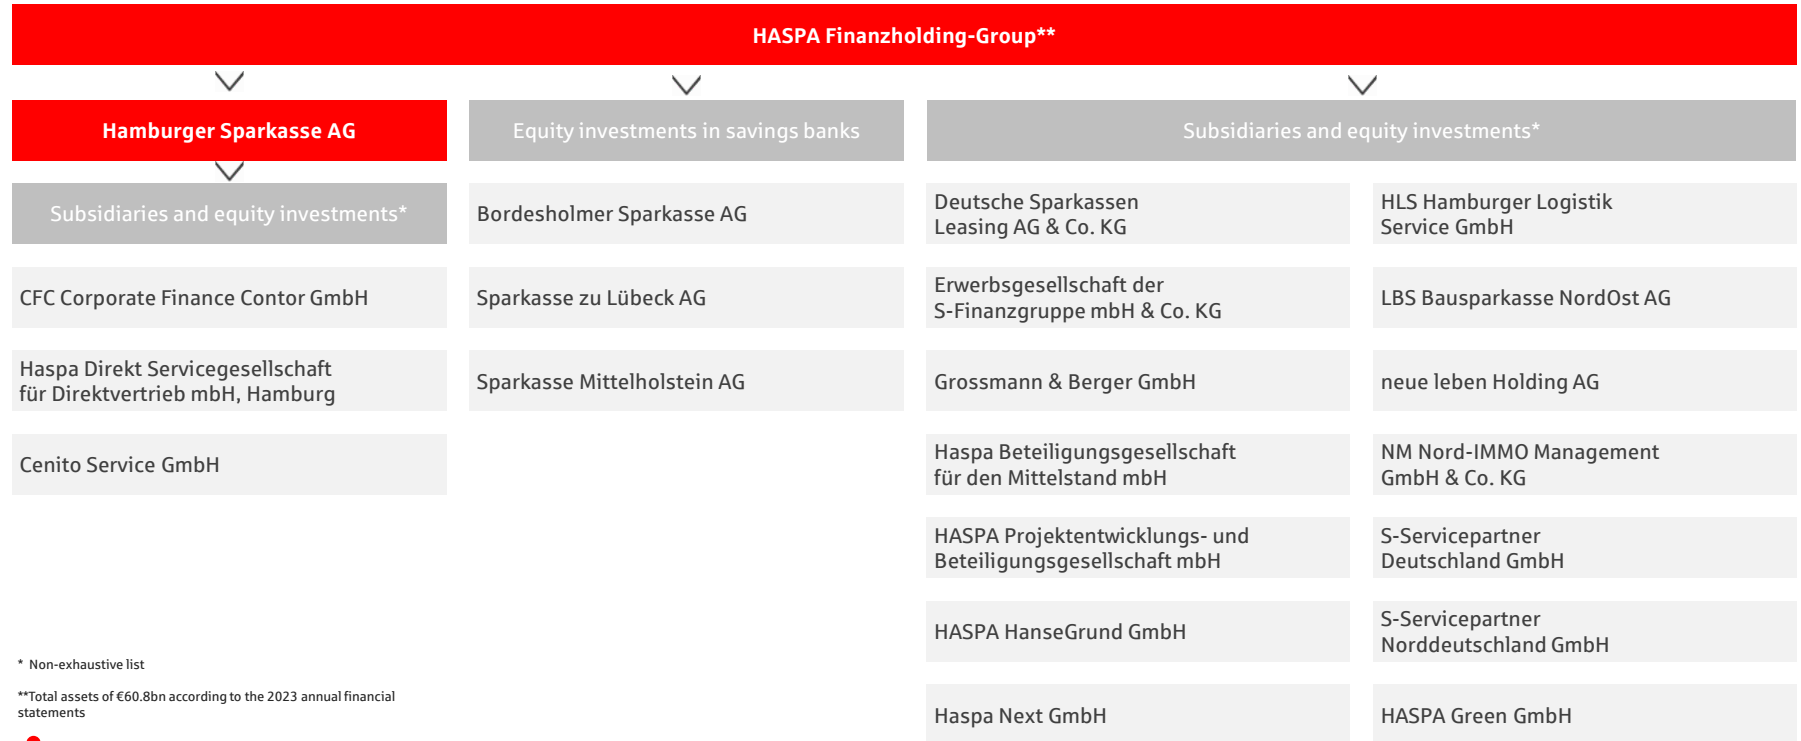 HASPA Finanzholding-Group**
Hamburger Sparkasse AG
Subsidiaries and equity investments*
CFC Corporate Finance Contor GmbH
Haspa Direkt Servicegesellschaft
für Direktvertrieb mbH, Hamburg
Cenito Service GmbH
Equity investments in savings banks
Bordesholmer Sparkasse AG
Sparkasse zu Lübeck AG
Sparkasse Mittelholstein AG
Subsidiaries and equity investments*
Deutsche Sparkassen
Leasing AG & Co. KG
Erwerbsgesellschaft der
S-Finanzgruppe mbH & Co. KG
Grossmann & Berger GmbH
Haspa Beteiligungsgesellschaft
für den Mittelstand mbH
HASPA Projektentwicklungs- und
Beteiligungsgesellschaft mbH
HASPA HanseGrund GmbH
Haspa Next GmbH
HLS Hamburger Logistik
Service GmbH
LBS Bausparkasse NordOst AG
neue leben Holding AG
NM Nord-IMMO Management
GmbH & Co. KG
S-Servicepartner
Deutschland GmbH
S-Servicepartner
Norddeutschland GmbH
HASPA Green GmbH
* Non-exhaustive list
**Total assets of €60.8bn according to the 2023 annual financial
statements